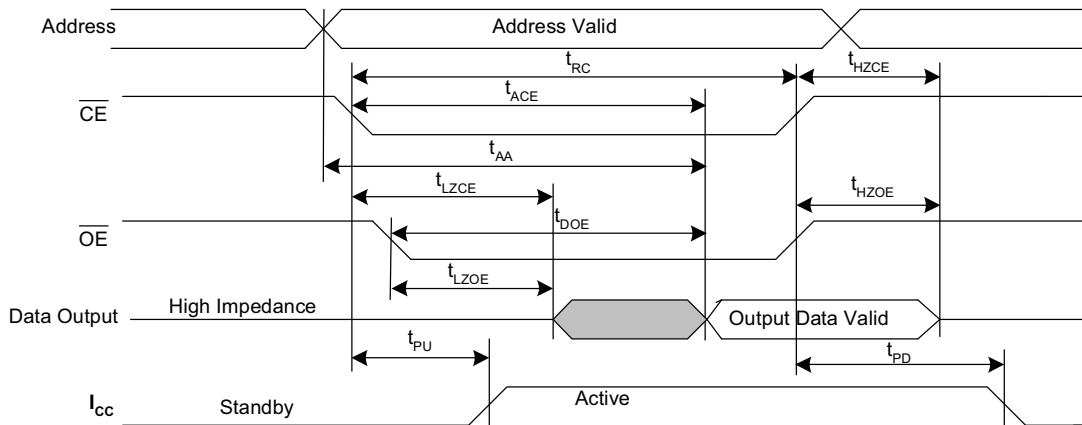 Address
Address Valid
tRC
tHZCE
tACE
CE
tAA
tLZCE
tHZOE
tDOE
OE
tLZOE
High Impedance
Data Output
Output Data Valid
tPU
tPD
ICC
Standby
Active